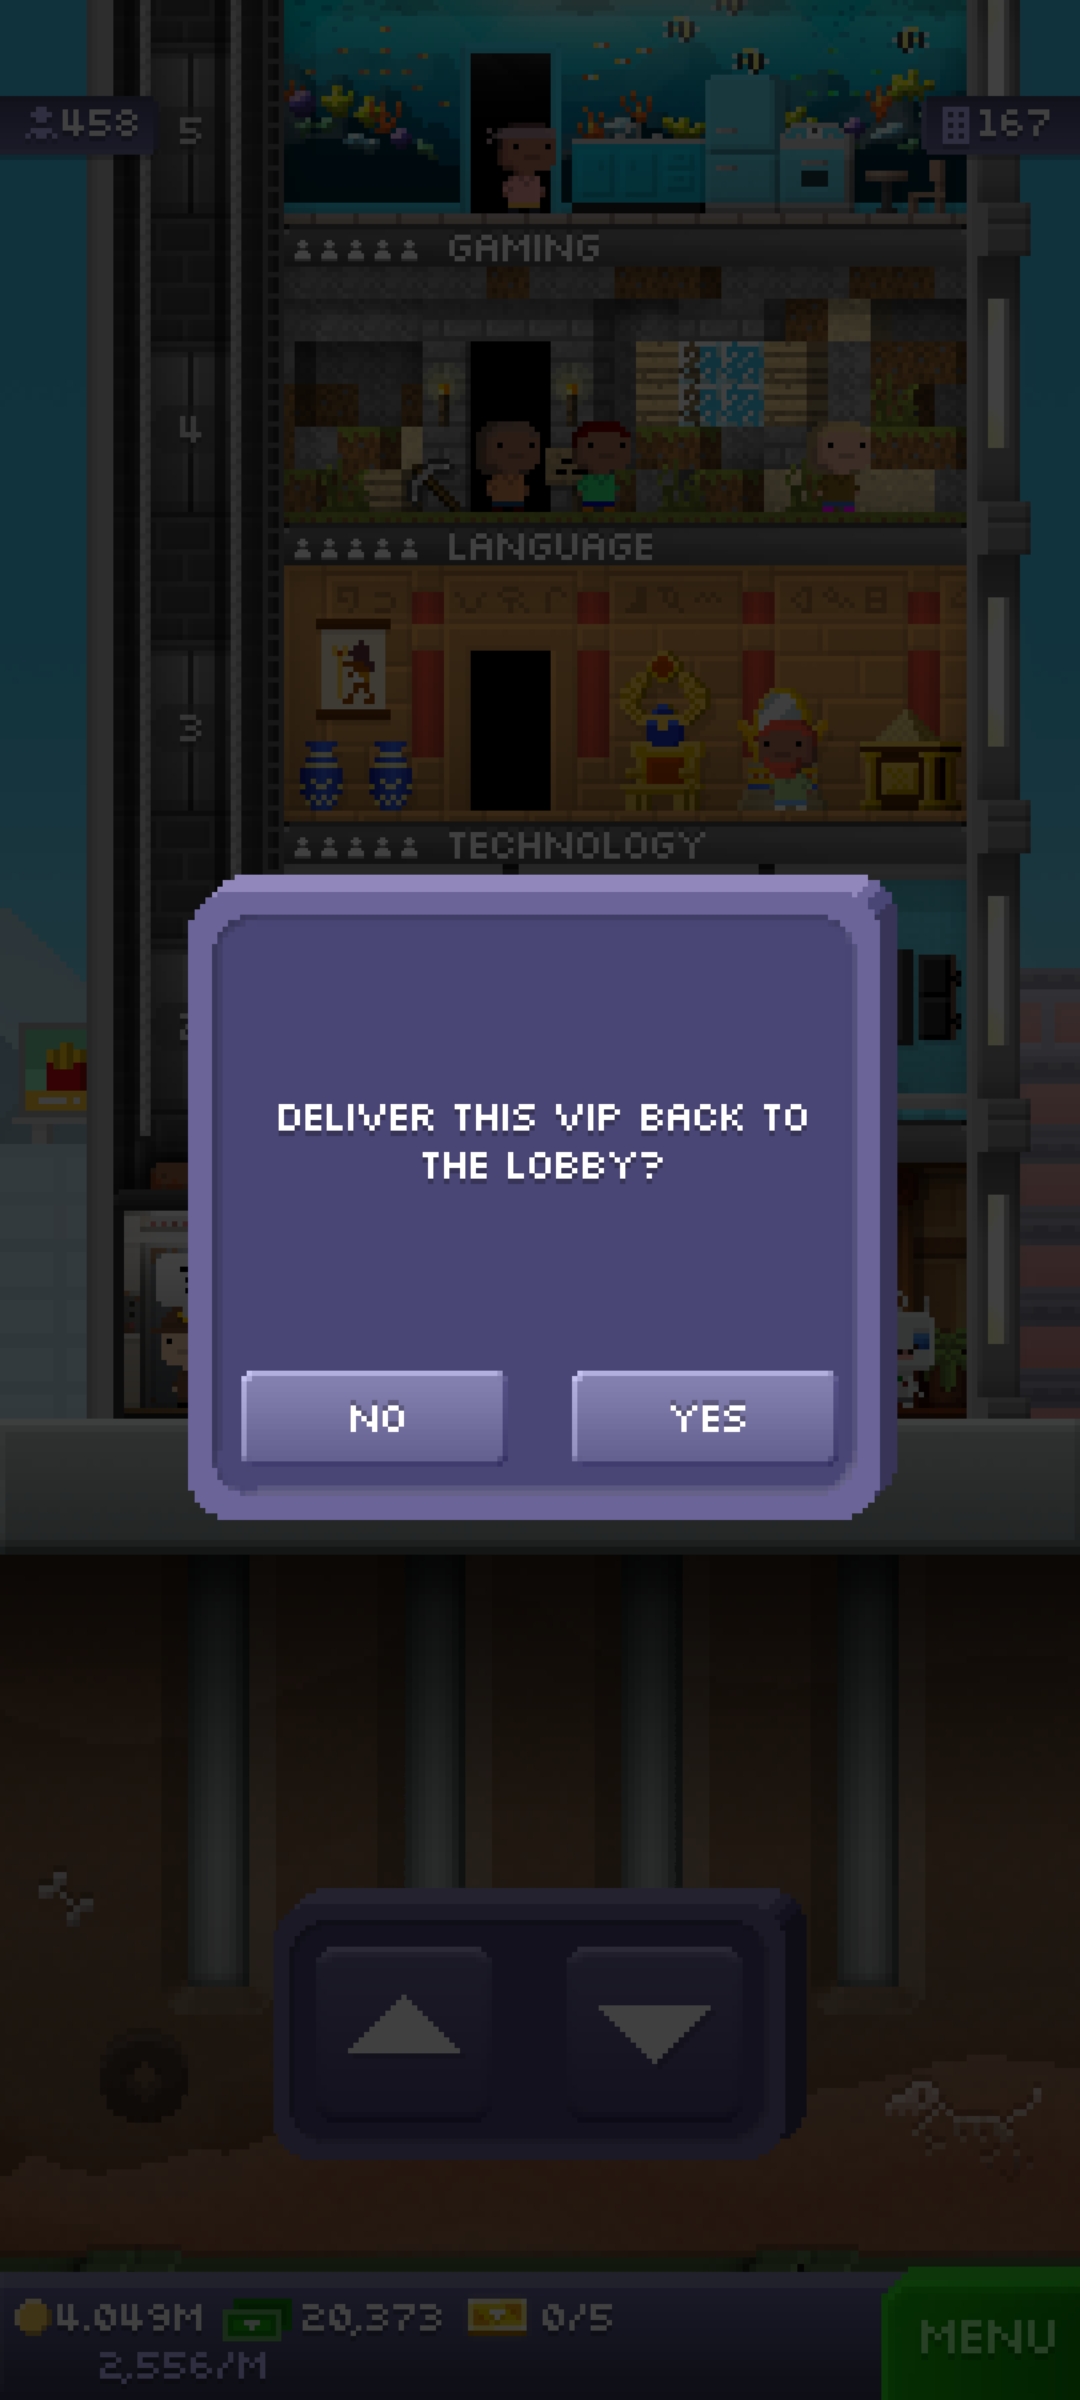 458
5
167
GAMING
4
LANGUAGE
3
TECHNOLOGY
DELIVER THIS VIP BACK TO
THE LOBBY?
NO
YES
4.049M
20,373
0/5
MENU
2,556/M